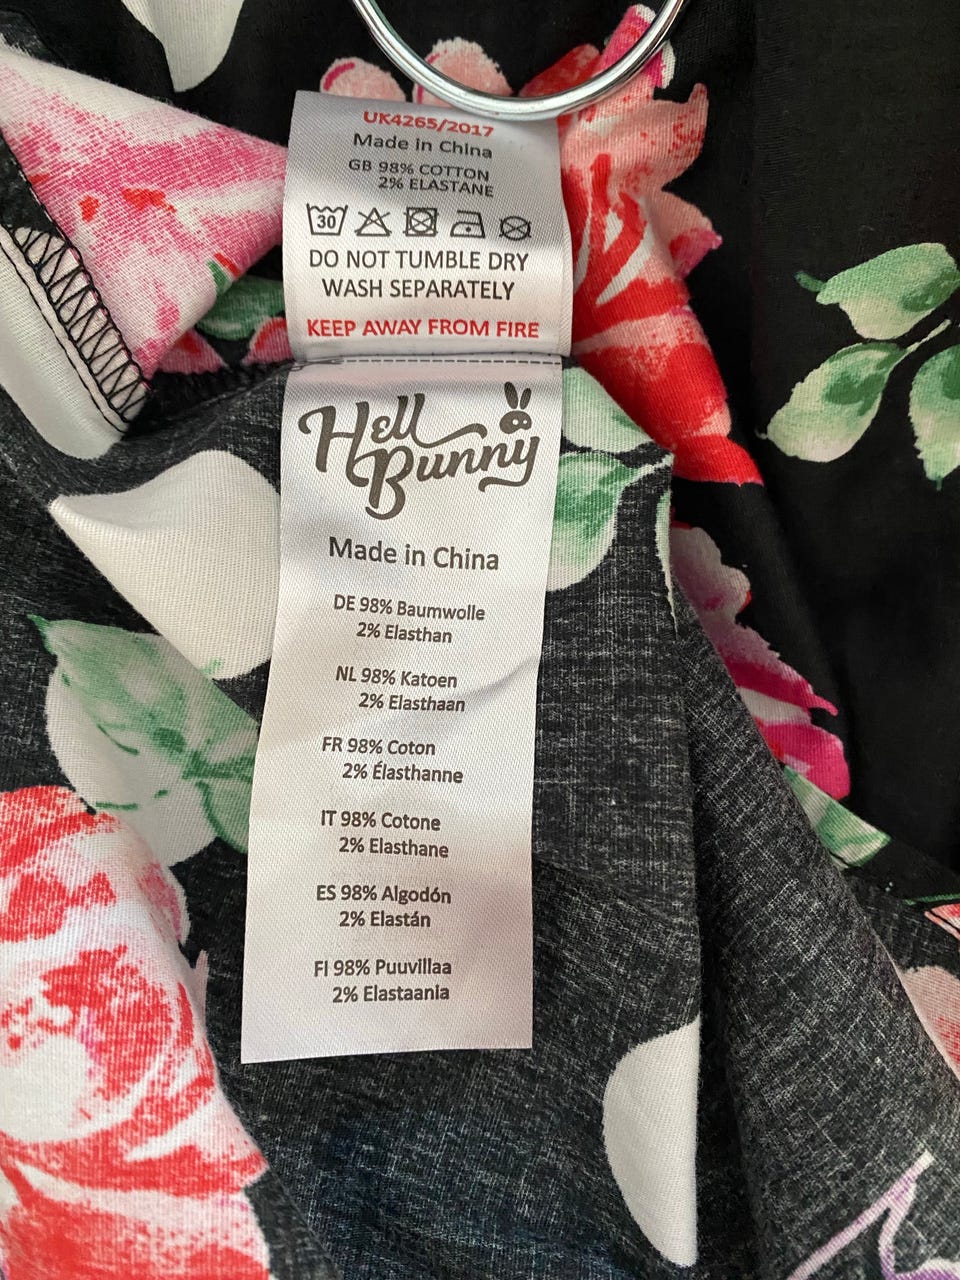 UK4265/2017
Made in China
GB 98% COTTON
2% ELASTANE
30
DO NOT TUMBLE DRY
WASH SEPARATELY
KEEP AWAY FROM FIRE
Hell
Bunny
Made in China
DE 98% Baumwolle
2% Elasthan
NL 98% Katoen
2% Elasthaan
FR 98% Coton
2% Élasthanne
IT 98% Cotone
2% Elasthane
ES 98% Algodón
2% Elastán
FI 98% Puuvillaa
2% Elastaania